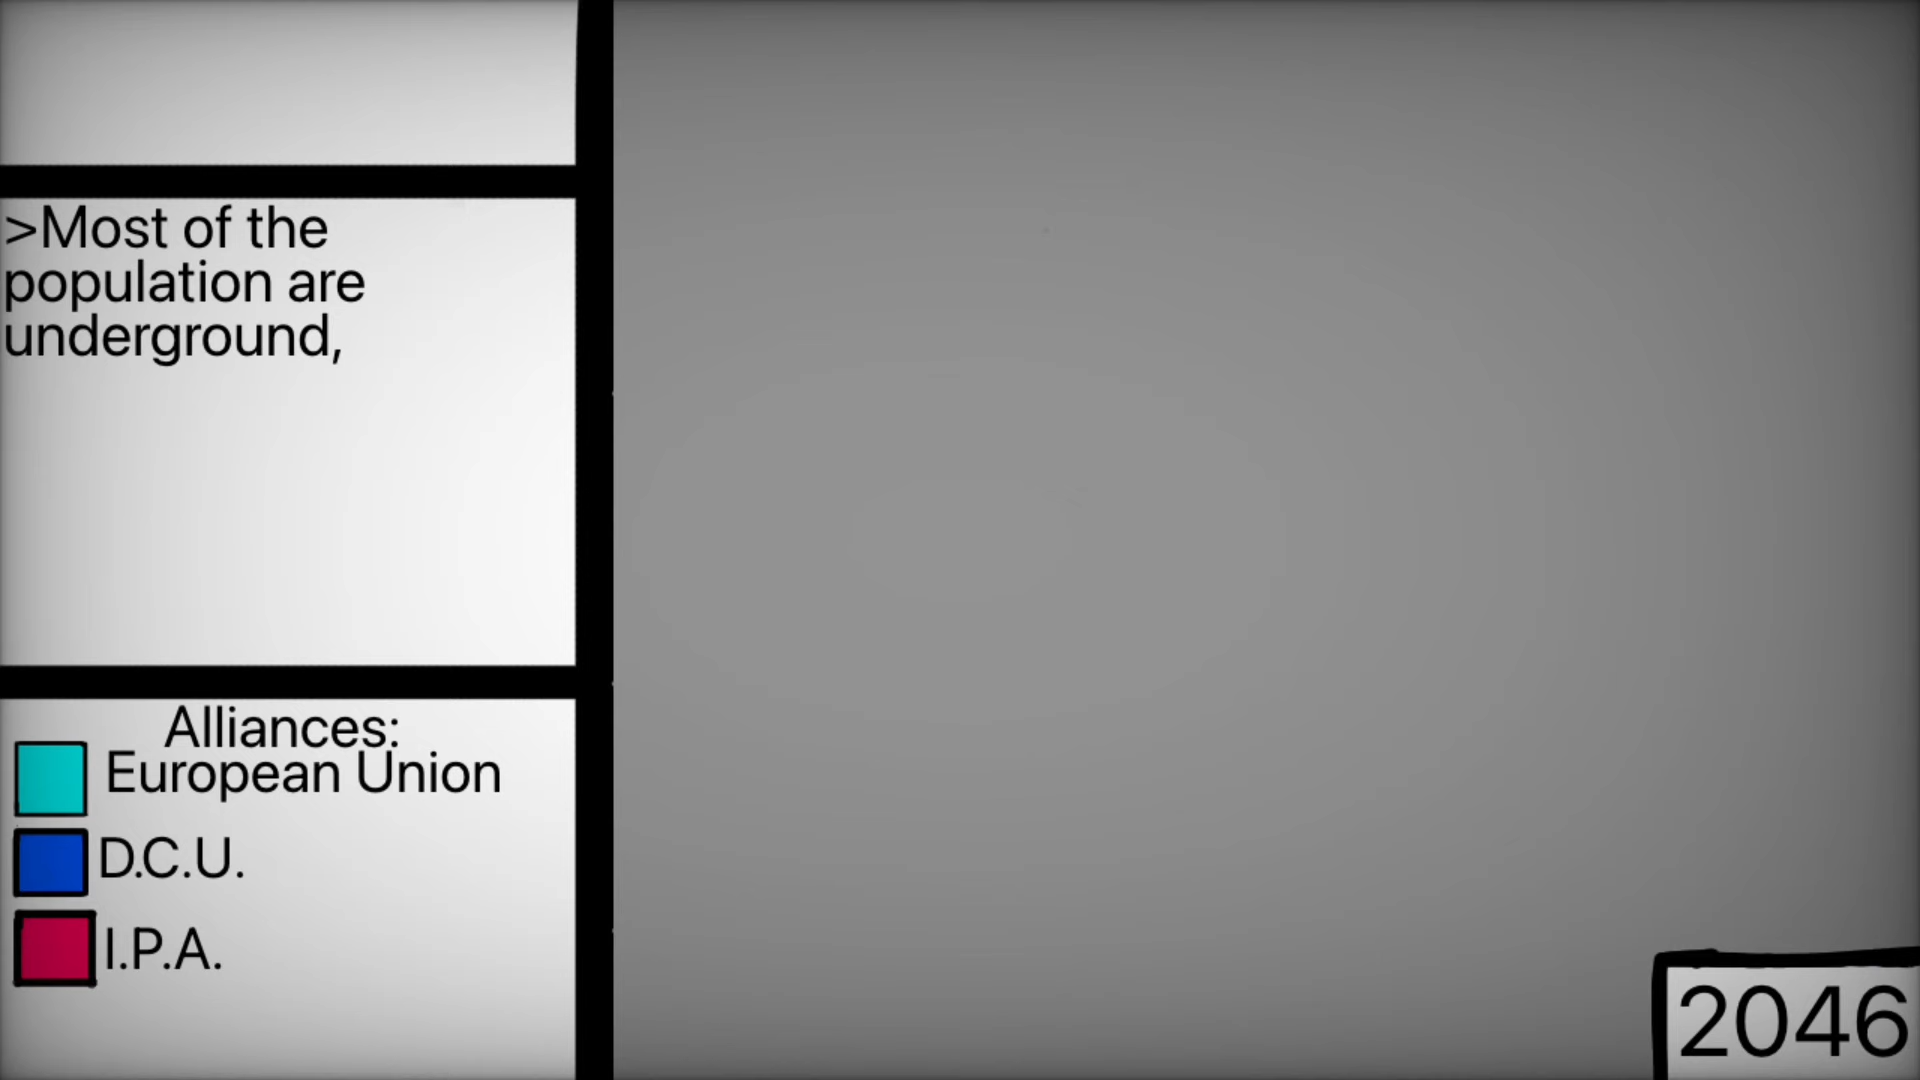 >Most of the
population are
underground,
Alliances:
European Union
D.C.U.
I.P.A.
2046